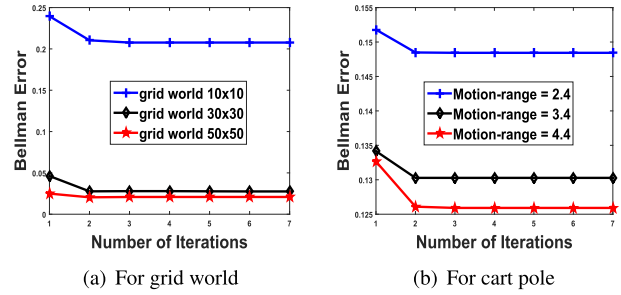 0.25
0.2
0.15
0.1
0.05
0
Bellman Error
grid world 10x10
grid world 30x30
grid world 50x50
1 2 3 4 5 6 7
Number of Iterations
(a) For grid world
0.155
0.15
0.145
0.14
0.135
0.13
0.125
Bellman Error
Motion-range = 2.4
Motion-range = 3.4
Motion-range = 4.4
1 2 3 4 5 6 7
Number of Iterations
(b) For cart pole